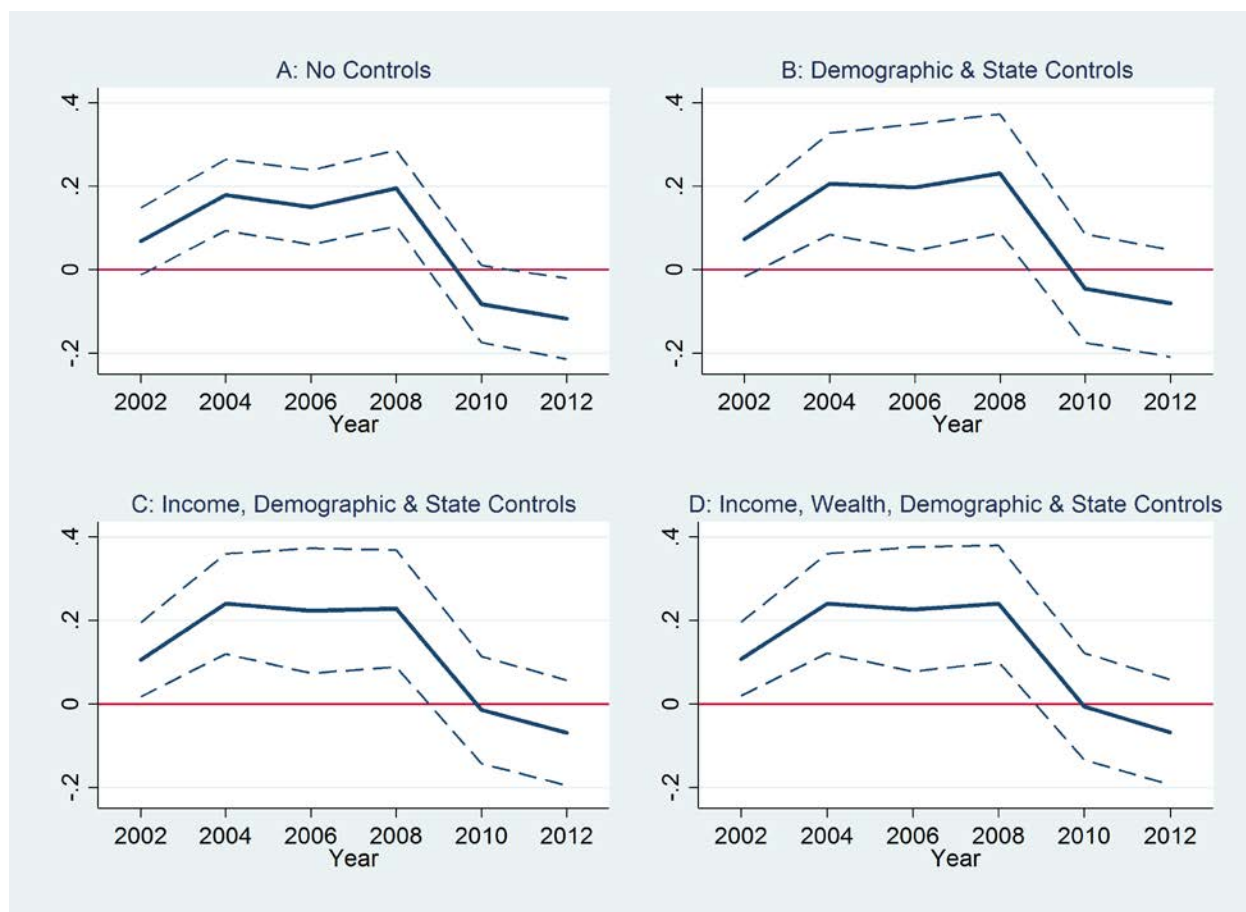 A: No Controls
.4
.2
0
-.2
2002 2004 2006 2008 2010 2012
Year
B: Demographic & State Controls
.4
.2
0
-.2
2002 2004 2006 2008 2010 2012
Year
C: Income, Demographic & State Controls
.4
.2
0
-.2
2002 2004 2006 2008 2010 2012
Year
D: Income, Wealth, Demographic & State Controls
.4
.2
0
-.2
2002 2004 2006 2008 2010 2012
Year